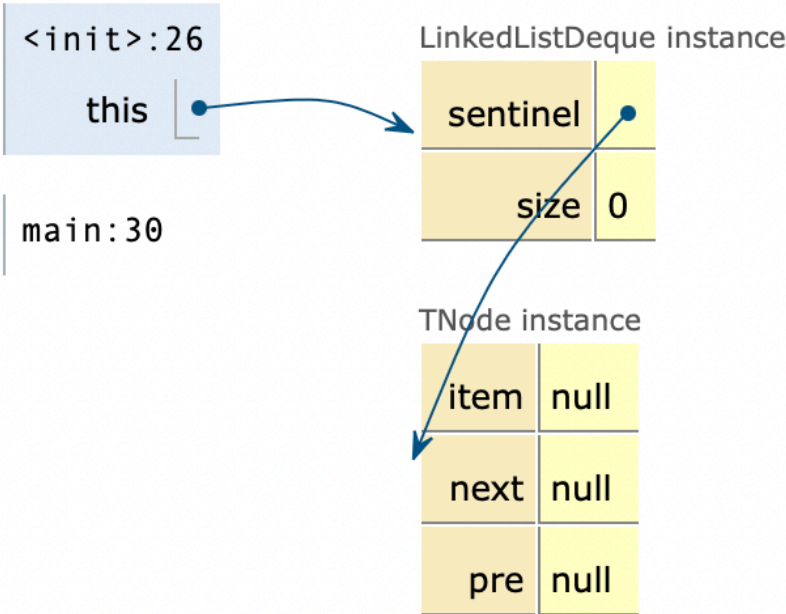 <init>:26
this
main:30
LinkedListDeque instance
sentinel
size 0
TNode instance
item null
next null
pre null